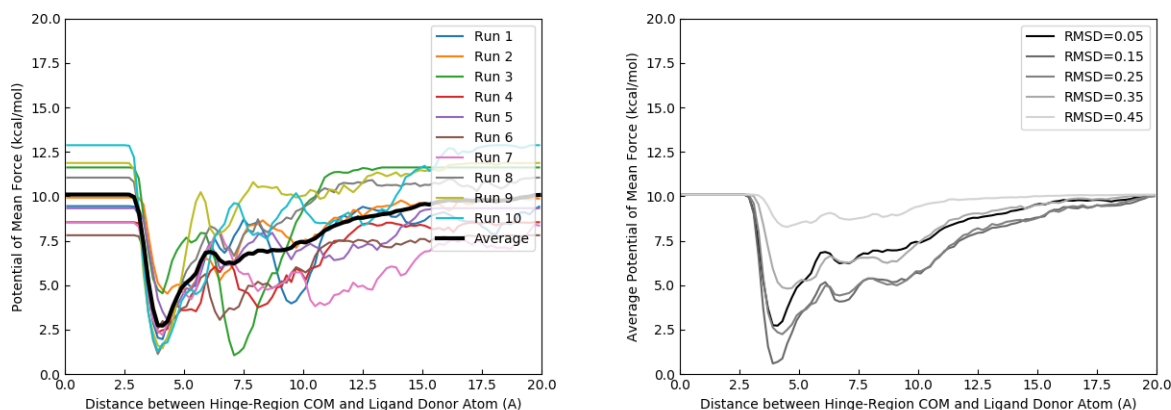 20.0
17.5
15.0
12.5
10.0
7.5
5.0
2.5
0.0
Potential of Mean Force (kcal/mol)
Run 1
Run 2
Run 3
Run 4
Run 5
Run 6
Run 7
Run 8
Run 9
Run 10
Average
0.0 2.5 5.0 7.5 10.0 12.5 15.0 17.5 20.0
Distance between Hinge-Region COM and Ligand Donor Atom (A)
20.0
17.5
15.0
12.5
10.0
7.5
5.0
2.5
0.0
Average Potential of Mean Force (kcal/mol)
RMSD=0.05
RMSD=0.15
RMSD=0.25
RMSD=0.35
RMSD=0.45
0.0 2.5 5.0 7.5 10.0 12.5 15.0 17.5 20.0
Distance between Hinge-Region COM and Ligand Donor Atom (A)